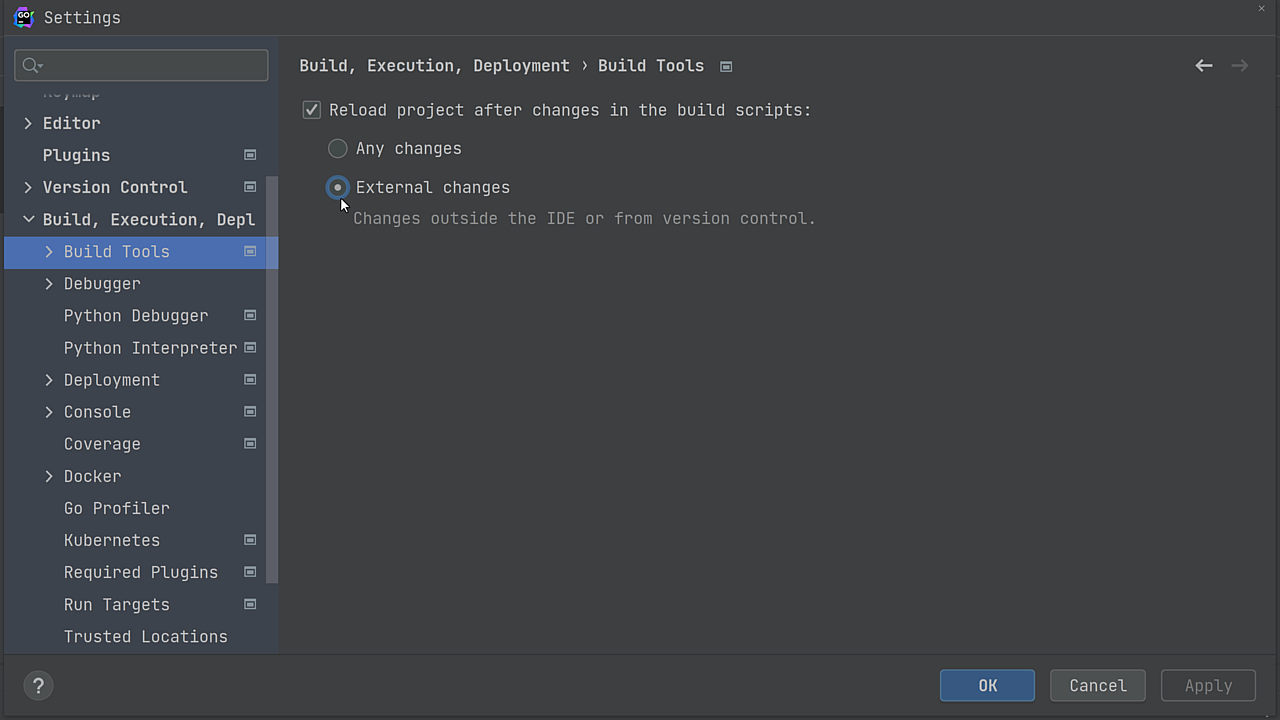 GO
Settings
Build, Execution, Deployment › Build Tools
Editor
Plugins
Version Control
Build, Execution, Depl
Build Tools
Debugger
Python Debugger
Python Interpreter
Deployment
Console
Coverage
Docker
Go Profiler
Kubernetes
Required Plugins
Run Targets
Trusted Locations
Reload project after changes in the build scripts:
Any changes
External changes
Changes outside the IDE or from version control.
?
OK
Cancel
Apply